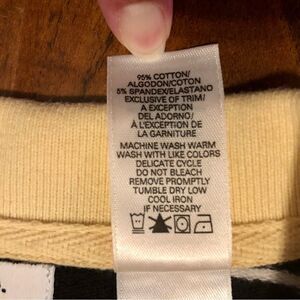 95% COTTON/
ALGODON/COTON
5% SPANDEX/ELASTANO
EXCLUSIVE OF TRIM/
A EXCEPTION
DEL ADORNO/
A L'EXCEPTION DE
LA GARNITURE
MACHINE WASH WARM
WASH WITH LIKE COLORS
DELICATE CYCLE
DO NOT BLEACH
REMOVE PROMPTLY
TUMBLE DRY LOW
COOL IRON
IF NECESSARY